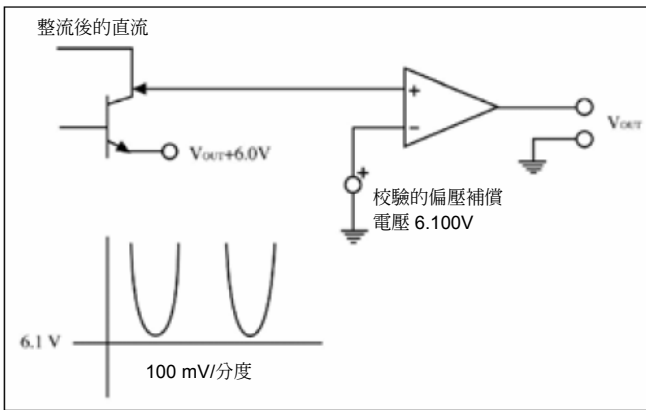 整流後的直流
+
−
VOUT
VOUT+6.0V
+
校驗的偏壓補償
電壓 6.100V
6.1 V
100 mV/分度